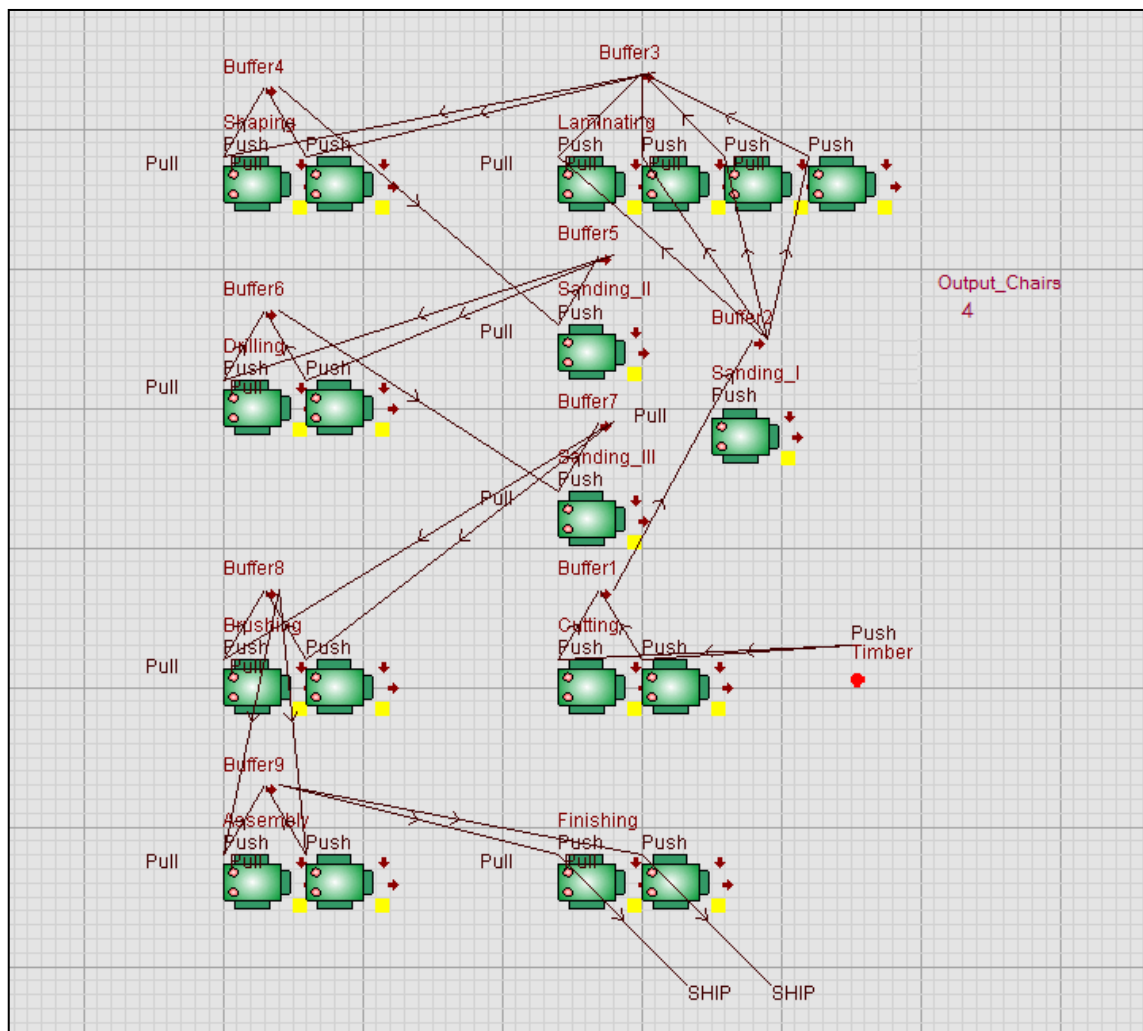 Buffer3
Buffer4
Shaping
Laminating
Push
Push
Push
Push
Push
Push
Pull
Pull
Pull
Pull
Pull
Pull
Buffer5
Output_Chairs
4
Buffer6
Sanding_II
Push
Buffer2
Pull
Drilling
Push
Push
Sanding_I
Push
Pull
Pull
Buffer7
Pull
Sanding_III
Push
Pull
Buffer8
Buffer1
Brushing
Cutting
Push
Push
Push
Push
Push
Timber
Pull
Pull
Buffer9
Assembly
Finishing
Push
Push
Push
Push
Pull
Pull
Pull
Pull
SHIP
SHIP